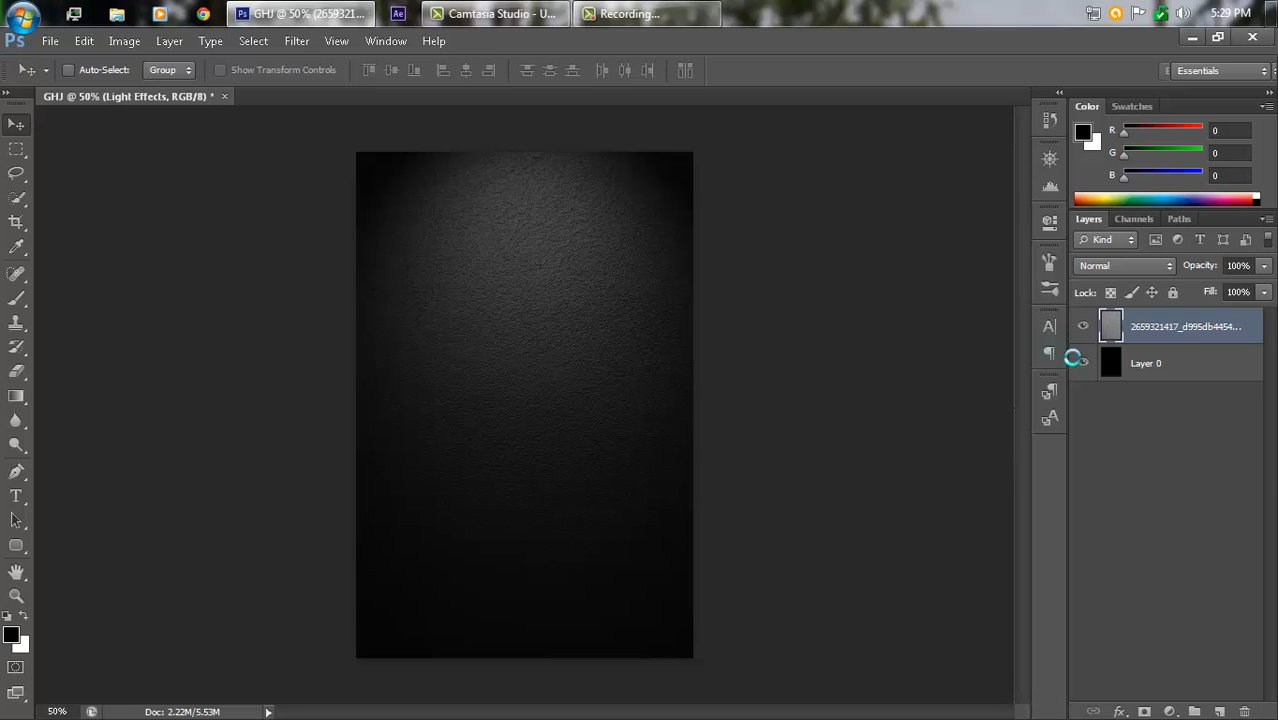 GHJ @ 50% (2659321...
Ae
Camtasia Studio - U...
Recording...
5:29 PM
Ps
File Edit Image Layer Type Select Filter View Window Help
Auto-Select: Group Show Transform Controls
Essentials
GHJ @ 50% (Light Effects, RGB/8) *
Color Swatches
R 0
G 0
B 0
Layers Channels Paths
Kind
Normal Opacity: 100%
Lock: Fill: 100%
2659321417_d995db4454...
Layer 0
50% Doc: 2.22M/5.53M